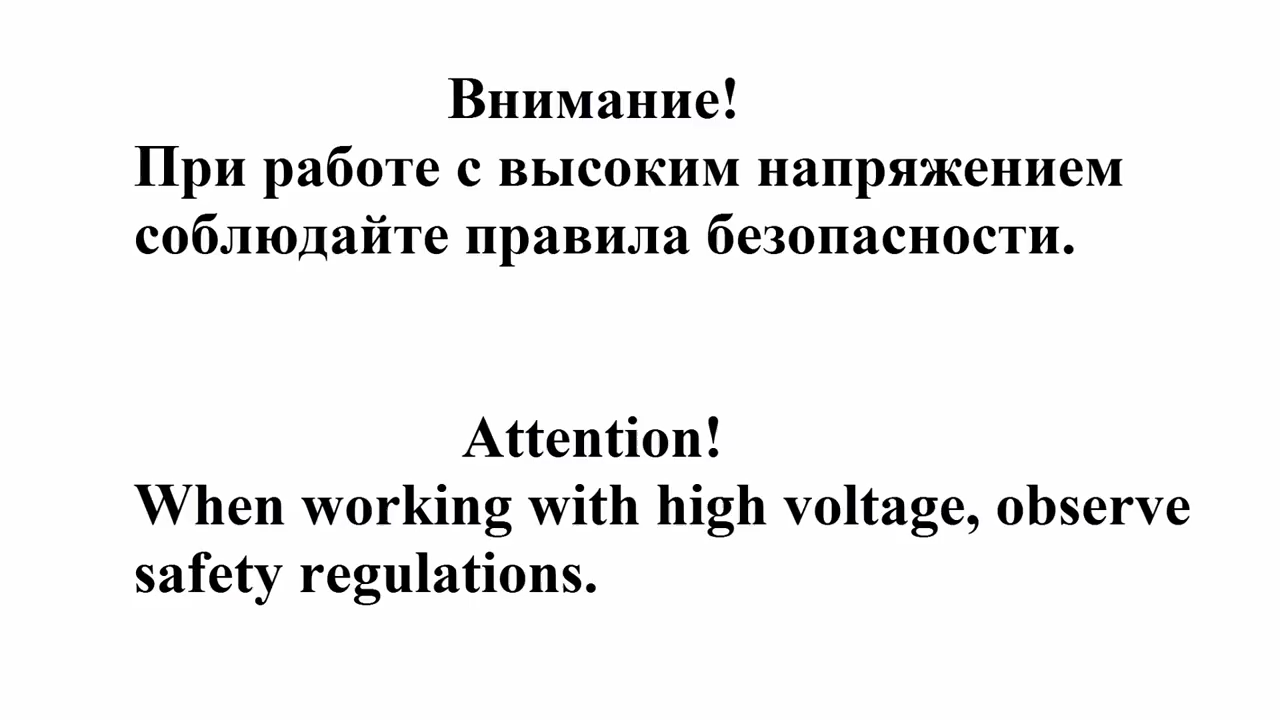 Внимание!
При работе с высоким напряжением
соблюдайте правила безопасности.
Attention!
When working with high voltage, observe
safety regulations.